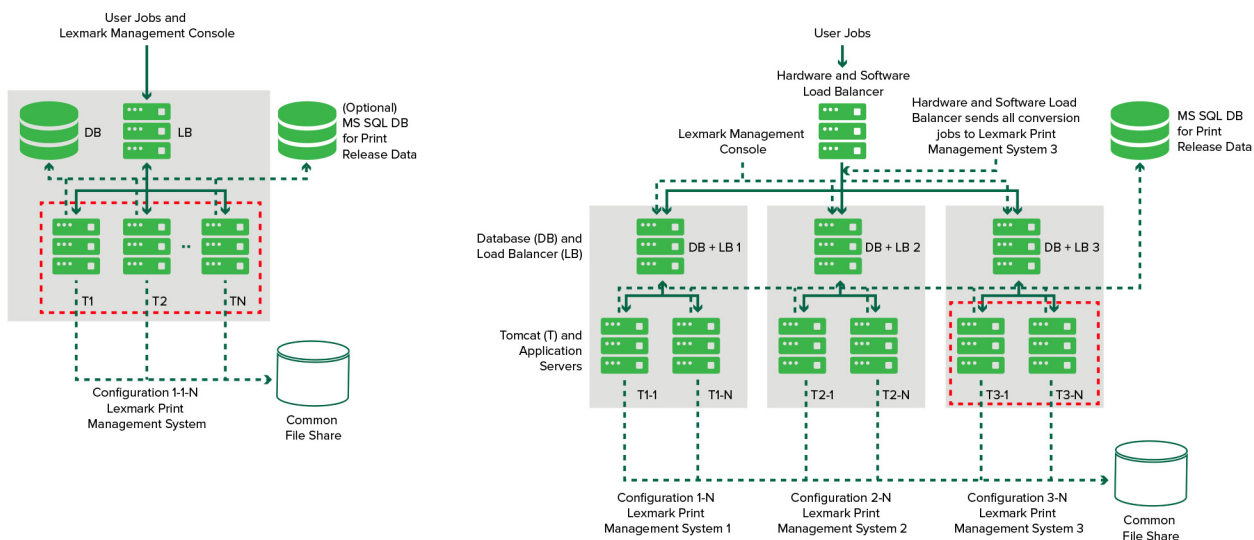 User Jobs and
Lexmark Management Console
DB
LB
(Optional)
MS SQL DB
for Print
Release Data
..
T1
T2
TN
Configuration 1-1-N
Lexmark Print
Management System
Common
File Share
User Jobs
Hardware and Software
Load Balancer
Lexmark Management
Console
Hardware and Software Load
Balancer sends all conversion
jobs to Lexmark Print
Management System 3
MS SQL DB
for Print
Release Data
Database (DB) and
Load Balancer (LB)
DB + LB 1
DB + LB 2
DB + LB 3
Tomcat (T) and
Application
Servers
T1-1
T1-N
T2-1
T2-N
T3-1
T3-N
Configuration 1-N
Lexmark Print
Management System 1
Configuration 2-N
Lexmark Print
Management System 2
Configuration 3-N
Lexmark Print
Management System 3
Common
File Share